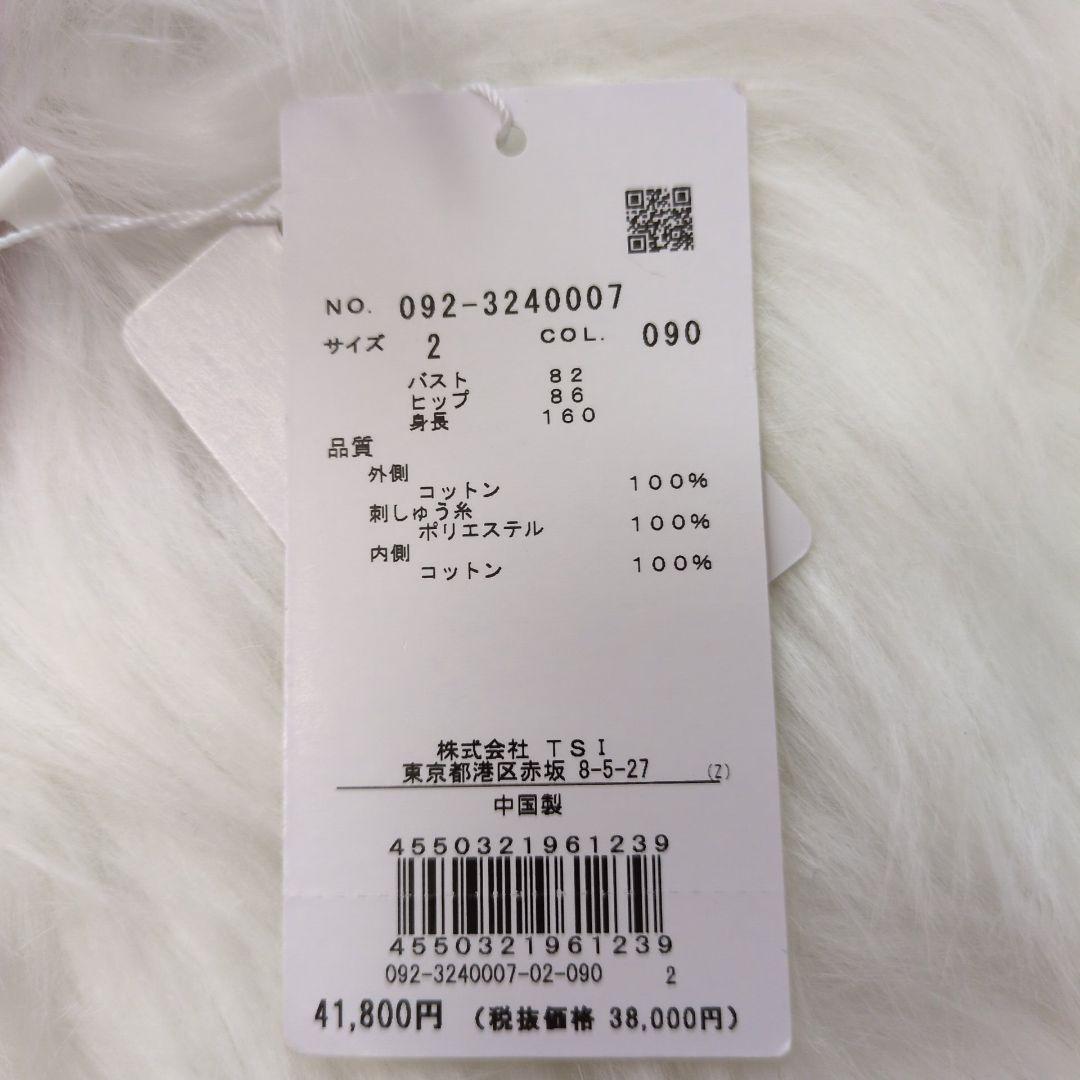 NO. 092-3240007
サイズ 2 COL. 090
バスト 82
ヒップ 86
身長 160
品質
外側
コットン 100%
刺しゅう糸
ポリエステル 100%
内側
コットン 100%
株式会社 TSI
東京都港区赤坂 8-5-27 (Z)
中国製
4550321961239
4550321961239
092-3240007-02-090 2
41,800円 (税抜価格 38,000円)